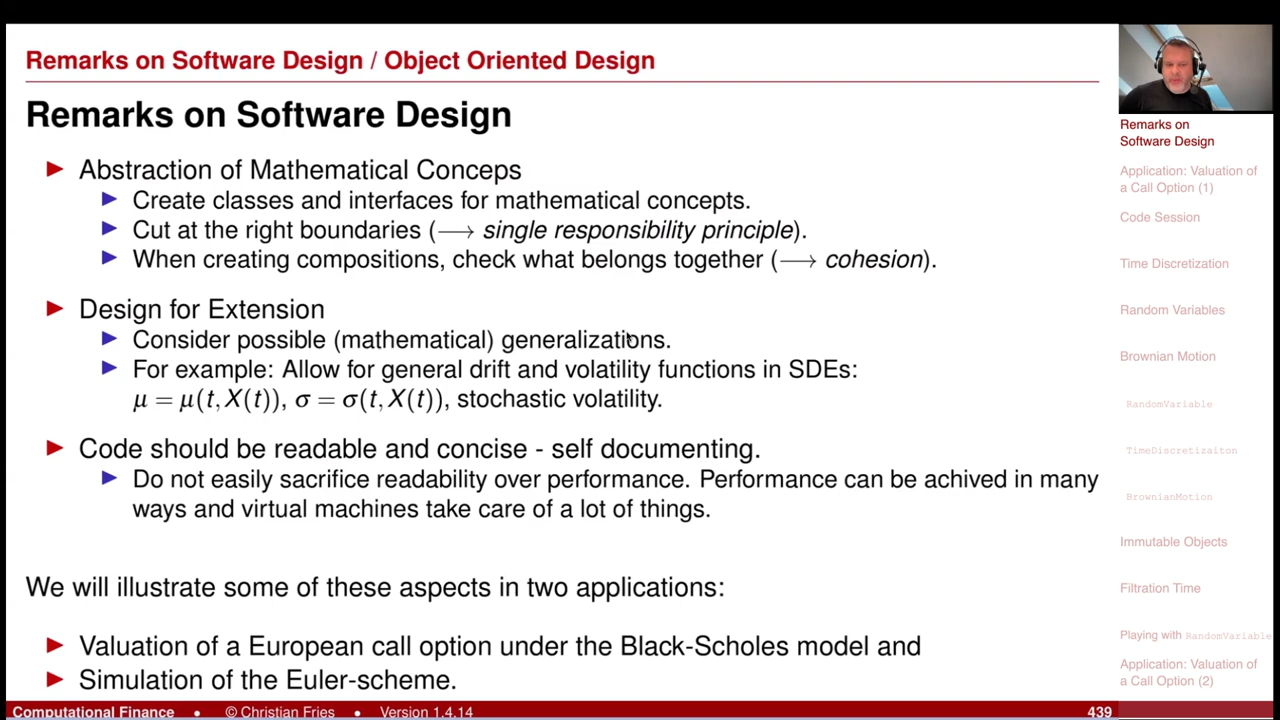 Remarks on Software Design / Object Oriented Design
Remarks on Software Design
Abstraction of Mathematical Conceps
Create classes and interfaces for mathematical concepts.
Cut at the right boundaries (⟶ single responsibility principle).
When creating compositions, check what belongs together (⟶ cohesion).
Design for Extension
Consider possible (mathematical) generalizations.
For example: Allow for general drift and volatility functions in SDEs:
μ = μ(t, X(t)), σ = σ(t, X(t)), stochastic volatility.
Code should be readable and concise - self documenting.
Do not easily sacrifice readability over performance. Performance can be achived in many
ways and virtual machines take care of a lot of things.
We will illustrate some of these aspects in two applications:
Valuation of a European call option under the Black-Scholes model and
Simulation of the Euler-scheme.
Computational Finance • © Christian Fries • Version 1.4.14 439
Remarks on
Software Design
Application: Valuation of
a Call Option (1)
Code Session
Time Discretization
Random Variables
Brownian Motion
RandomVariable
TimeDiscretizaiton
BrownianMotion
Immutable Objects
Filtration Time
Playing with RandomVariable
Application: Valuation of
a Call Option (2)